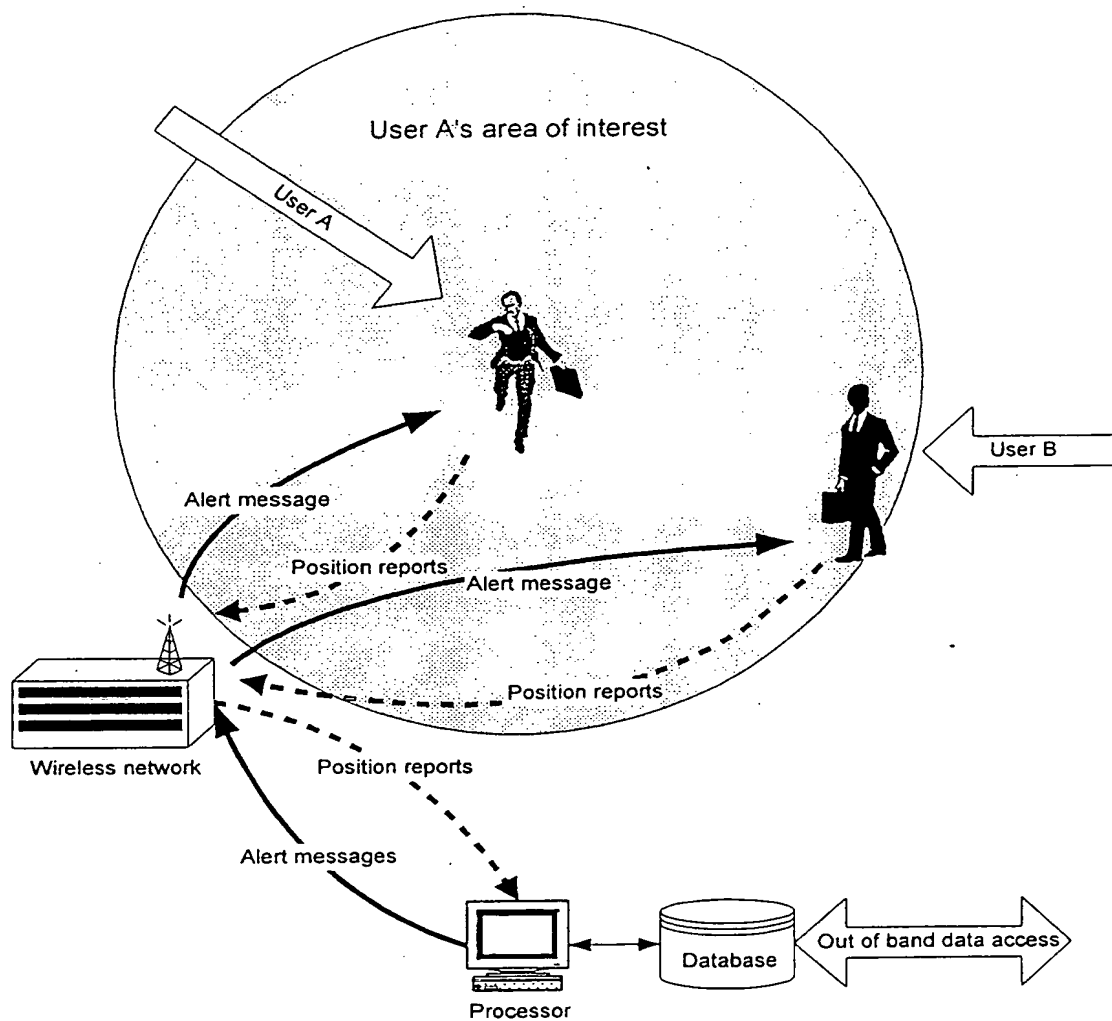 User A's area of interest
User A
User B
Alert message
Position reports
Alert message
Position reports
Wireless network
Position reports
Alert messages
Out of band data access
Database
Processor